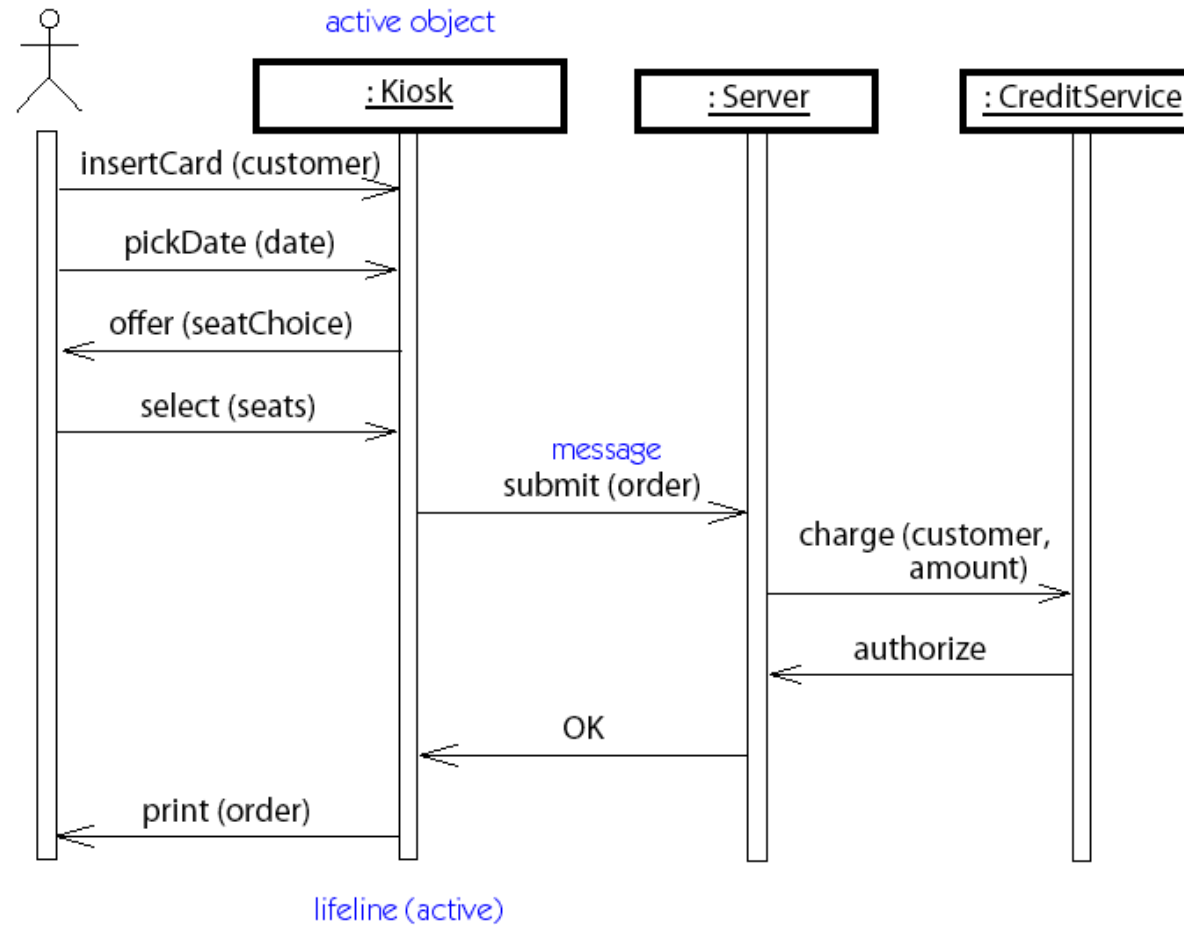 active object
: Kiosk
: Server
: CreditService
insertCard (customer)
pickDate (date)
offer (seatChoice)
select (seats)
message
submit (order)
charge (customer,
amount)
authorize
OK
print (order)
lifeline (active)